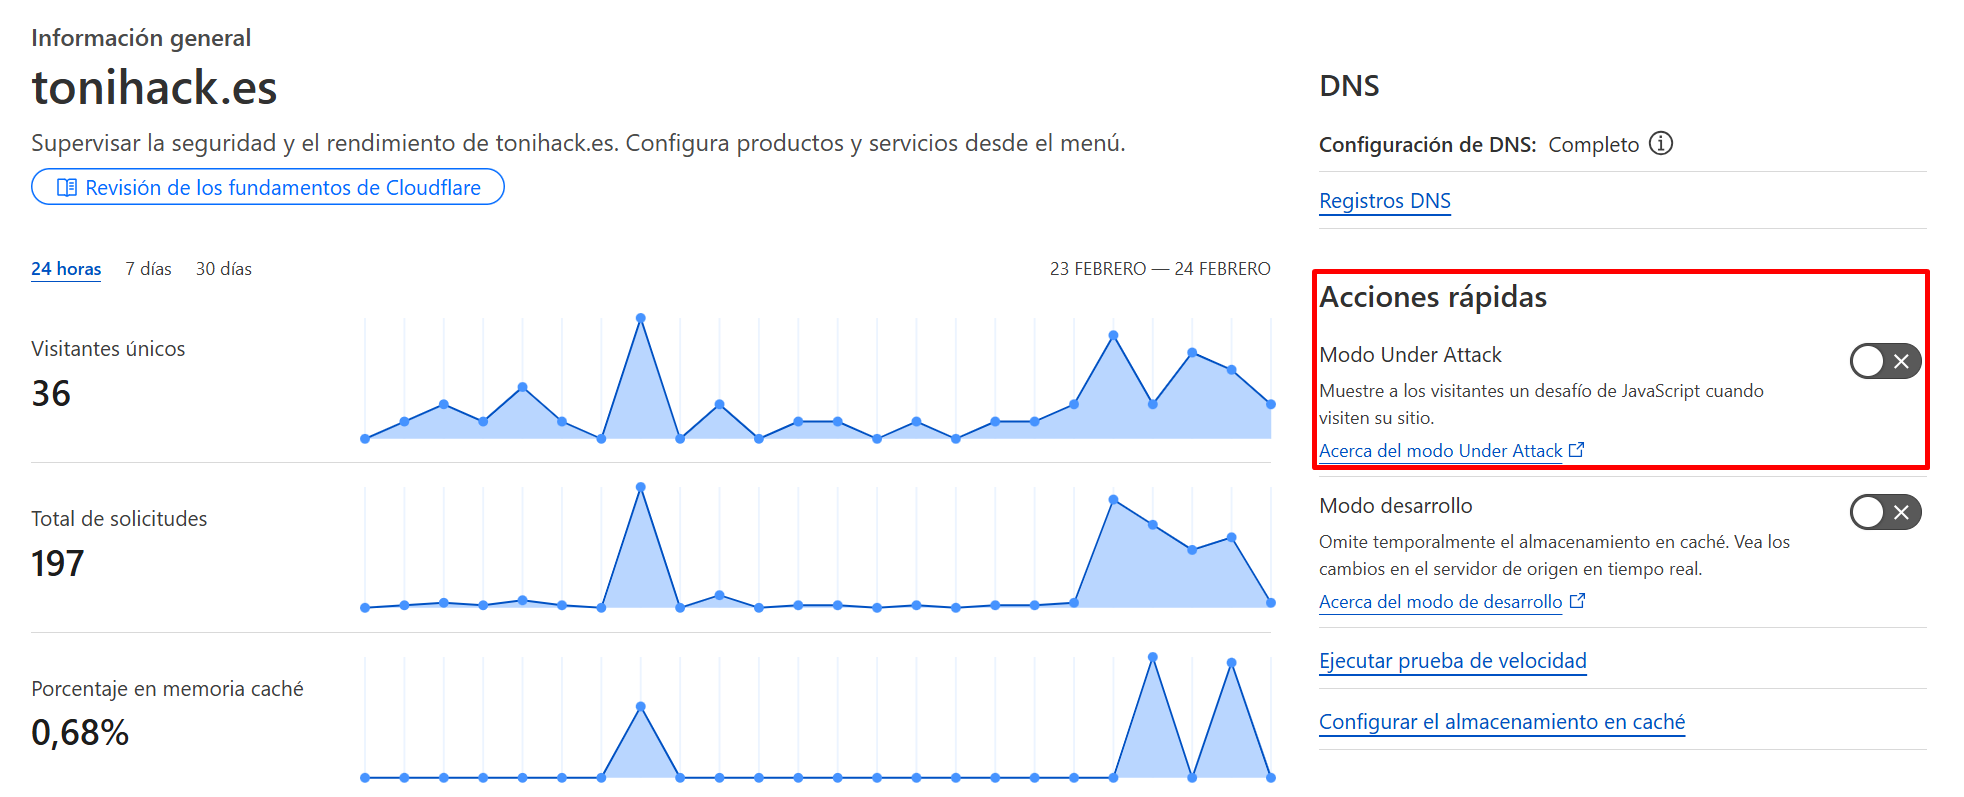 Información general
tonihack.es
Supervisar la seguridad y el rendimiento de tonihack.es. Configura productos y servicios desde el menú.
Revisión de los fundamentos de Cloudflare
24 horas 7 días 30 días
23 FEBRERO — 24 FEBRERO
Visitantes únicos
36
Total de solicitudes
197
Porcentaje en memoria caché
0,68%
DNS
Configuración de DNS: Completo
Registros DNS
Acciones rápidas
Modo Under Attack
Muestre a los visitantes un desafío de JavaScript cuando
visiten su sitio.
Acerca del modo Under Attack
Modo desarrollo
Omite temporalmente el almacenamiento en caché. Vea los
cambios en el servidor de origen en tiempo real.
Acerca del modo de desarrollo
Ejecutar prueba de velocidad
Configurar el almacenamiento en caché